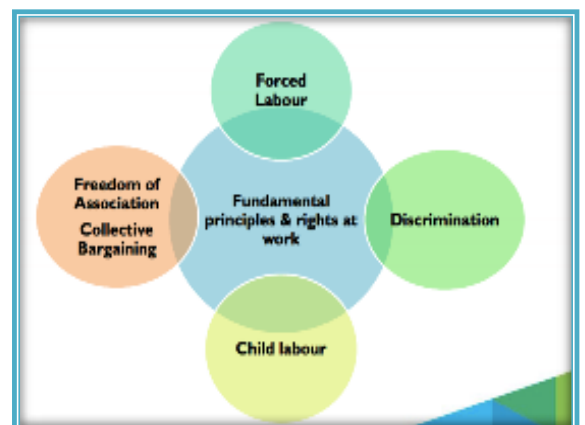 Forced
Labour
Freedom of
Association
Collective
Bargaining
Fundamental
principles & rights at
work
Discrimination
Child labour